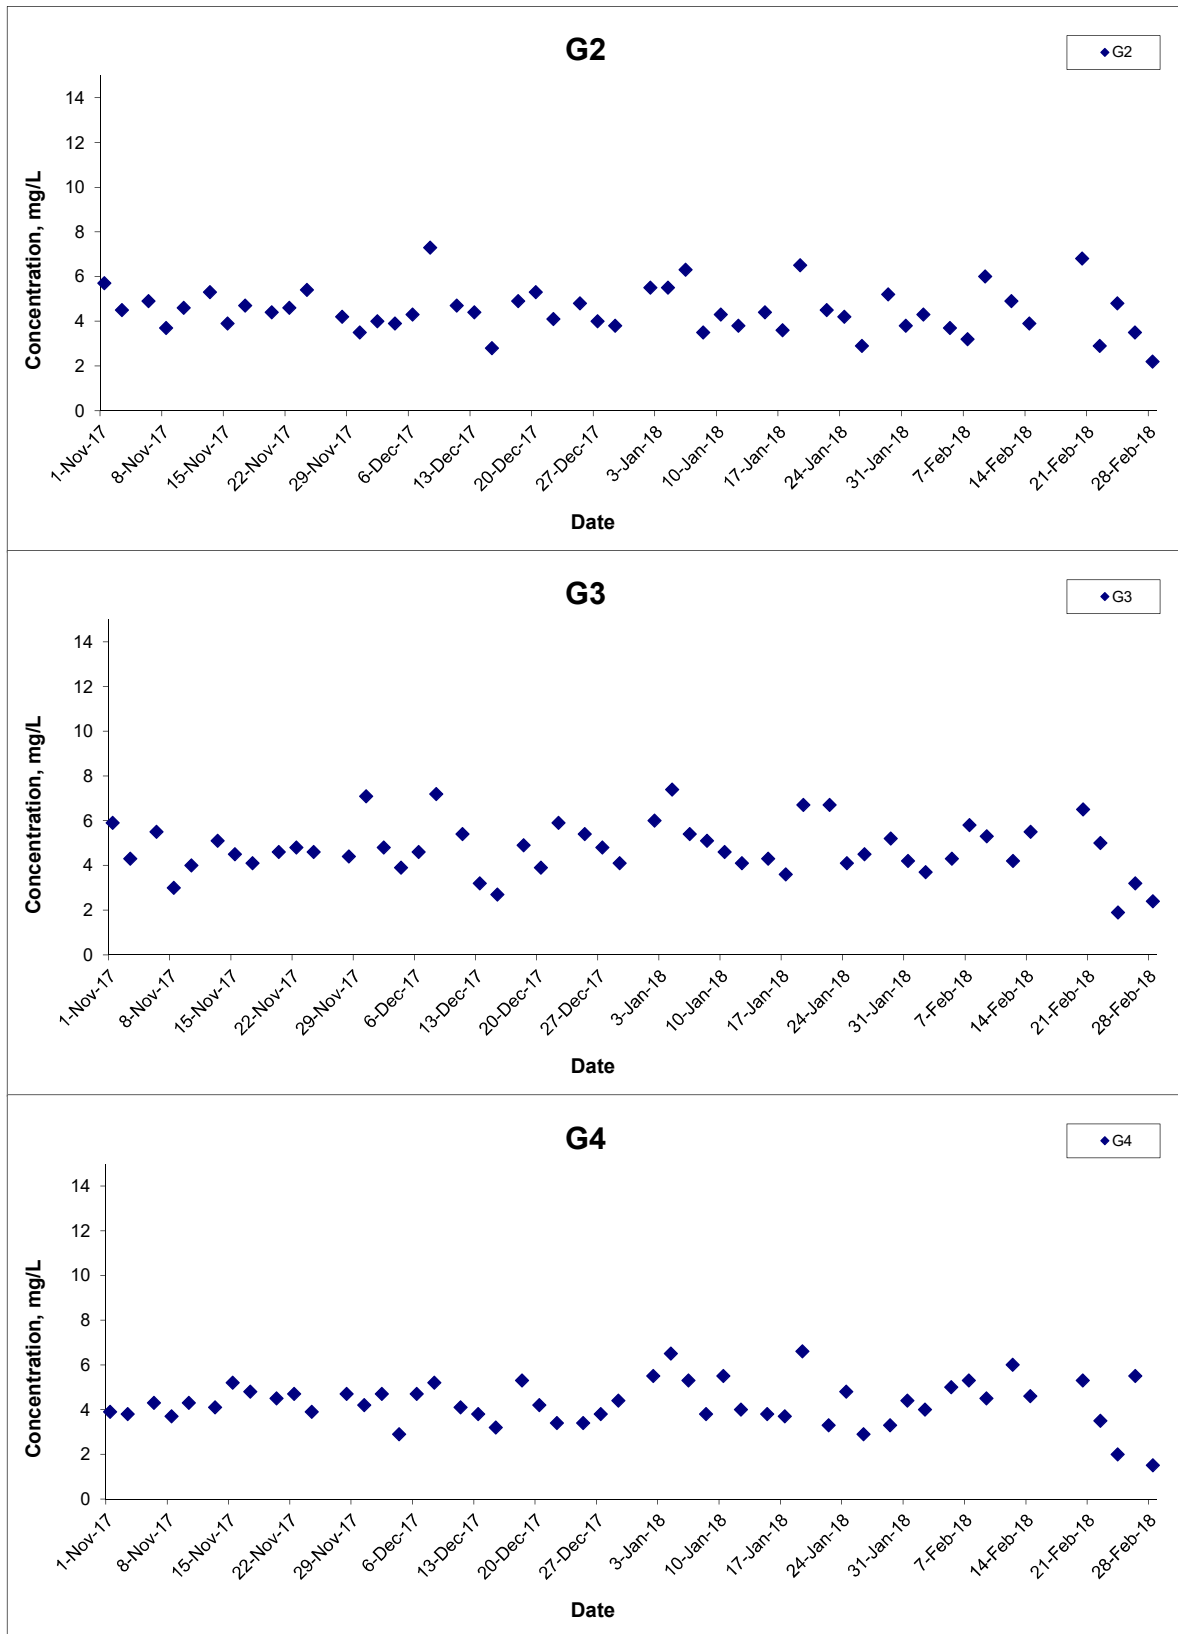 G2
G2
14
12
10
8
6
4
2
0
Concentration, mg/L
1-Nov-17
8-Nov-17
15-Nov-17
22-Nov-17
29-Nov-17
6-Dec-17
13-Dec-17
20-Dec-17
27-Dec-17
3-Jan-18
10-Jan-18
17-Jan-18
24-Jan-18
31-Jan-18
7-Feb-18
14-Feb-18
21-Feb-18
28-Feb-18
Date
G3
G3
14
12
10
8
6
4
2
0
Concentration, mg/L
1-Nov-17
8-Nov-17
15-Nov-17
22-Nov-17
29-Nov-17
6-Dec-17
13-Dec-17
20-Dec-17
27-Dec-17
3-Jan-18
10-Jan-18
17-Jan-18
24-Jan-18
31-Jan-18
7-Feb-18
14-Feb-18
21-Feb-18
28-Feb-18
Date
G4
G4
14
12
10
8
6
4
2
0
Concentration, mg/L
1-Nov-17
8-Nov-17
15-Nov-17
22-Nov-17
29-Nov-17
6-Dec-17
13-Dec-17
20-Dec-17
27-Dec-17
3-Jan-18
10-Jan-18
17-Jan-18
24-Jan-18
31-Jan-18
7-Feb-18
14-Feb-18
21-Feb-18
28-Feb-18
Date